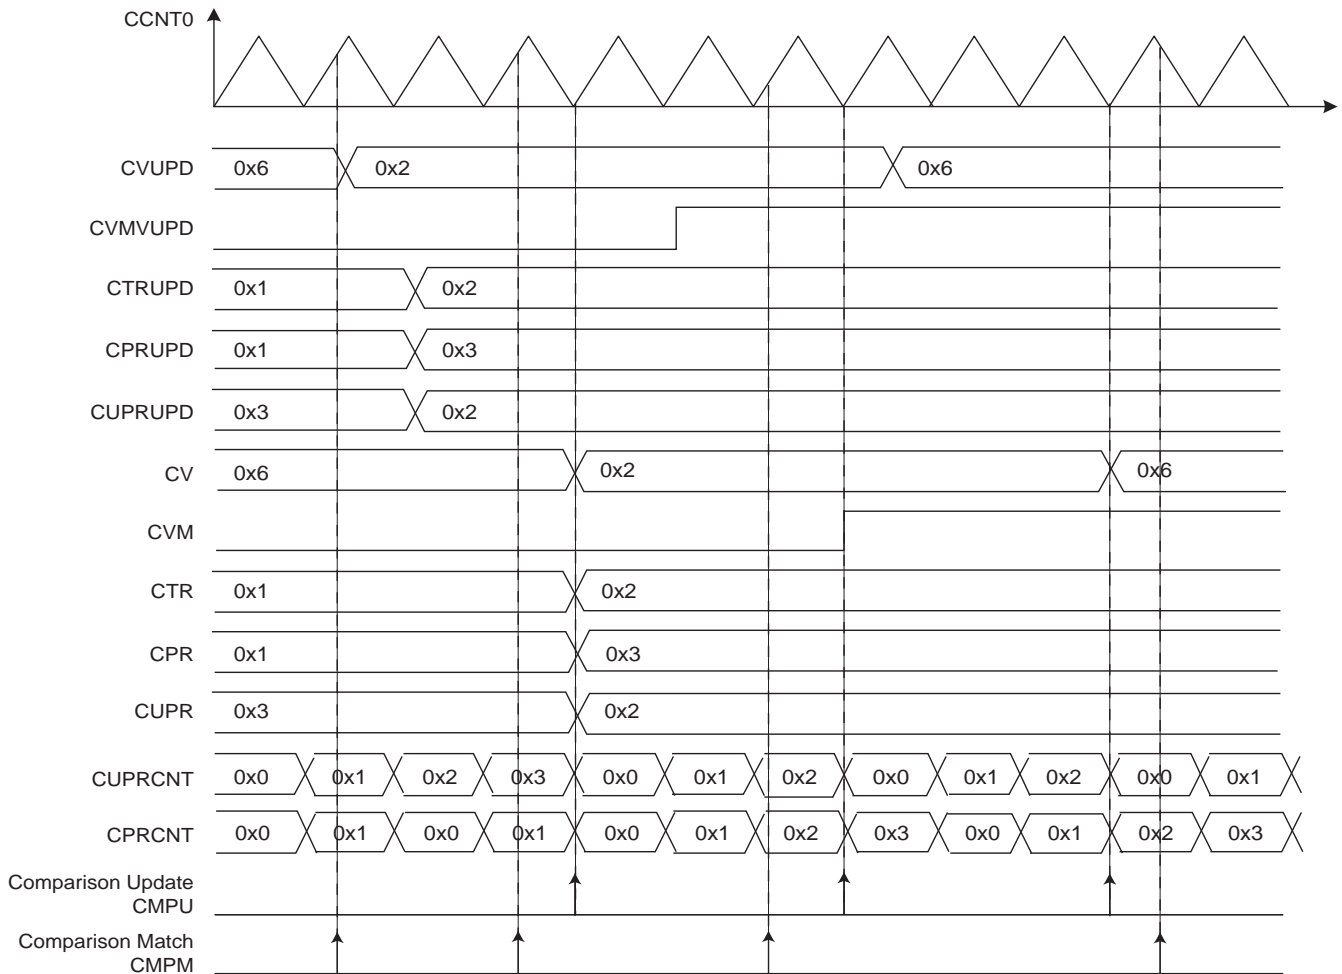 CCNT0
CVUPD 0x6 0x2 0x6
CVMVUPD
CTRUPD 0x1 0x2
CPRUPD 0x1 0x3
CUPRUPD 0x3 0x2
CV 0x6 0x2 0x6
CVM
CTR 0x1 0x2
CPR 0x1 0x3
CUPR 0x3 0x2
CUPRCNT 0x0 0x1 0x2 0x3 0x0 0x1 0x2 0x0 0x1 0x2 0x0 0x1
CPRCNT 0x0 0x1 0x0 0x1 0x0 0x1 0x2 0x3 0x0 0x1 0x2 0x3
Comparison Update
CMPU
Comparison Match
CMPM